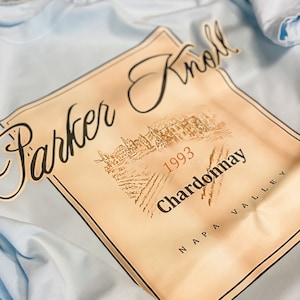 Parker Knoll
1993
Chardonnay
NAPA VALLEY